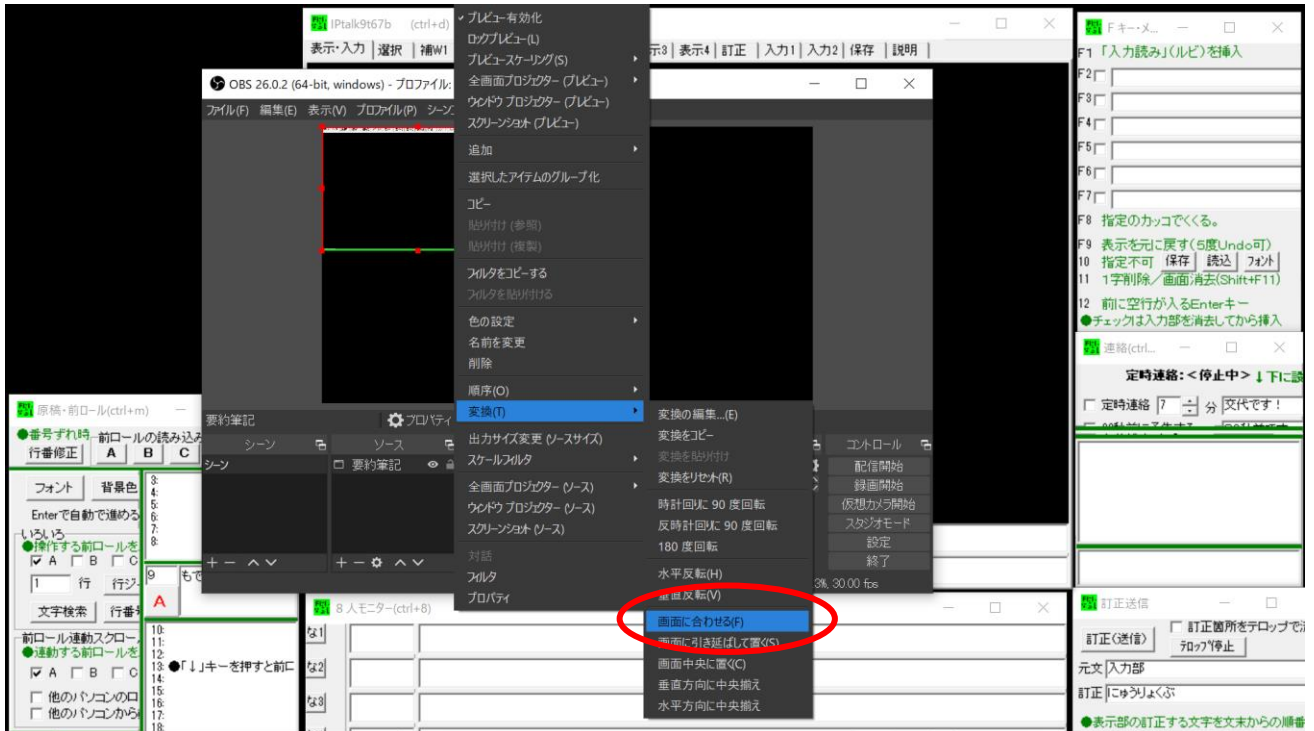 IPtalk9t67b (ctrl+d)
表示・入力 選択 補W1
示3 表示4 訂正 入力1 入力2 保存 説明
OBS 26.0.2 (64-bit, windows) - プロファイル:
ファイル(F) 編集(E) 表示(V) プロファイル(P)
要約筆記
プロパティ
シーン
ソース
シーン
要約筆記
コントロール
配信開始
録画開始
仮想カメラ開始
スタジオモード
設定
終了
3%, 30.00 fps
プレビュー有効化
ロックプレビュー(L)
プレビュースケーリング(S)
全画面プロジェクター (プレビュー)
ウィンドウ プロジェクター (プレビュー)
スクリーンショット (プレビュー)
追加
選択したアイテムのグループ化
コピー
貼り付け (参照)
貼り付け (複製)
フィルタをコピーする
フィルタを貼り付ける
色の設定
名前を変更
削除
順序(O)
変換(T)
出力サイズ変更 (ソースサイズ)
スケールフィルタ
全画面プロジェクター (ソース)
ウィンドウ プロジェクター (ソース)
スクリーンショット (ソース)
対話
フィルタ
プロパティ
変換の編集...(E)
変換をコピー
変換を貼り付け
変換をリセット(R)
時計回りに 90 度回転
反時計回りに 90 度回転
180 度回転
水平反転(H)
垂直反転(V)
画面に合わせる(F)
画面に引き延ばして置く(S)
画面中央に置く(C)
垂直方向に中央揃え
水平方向に中央揃え
Fキー・メ...
F1 「入力読み」(ルビ)を挿入
F2
F3
F4
F5
F6
F7
F8 指定のカッコでくくる。
F9 表示を元に戻す(5度Undo可)
10 指定不可 保存 読込 フォント
11 1字削除/画面消去(Shift+F11)
12 前に空行が入るEnterキー
●チェックは入力部を消去してから挿入
連絡(ctrl...
定時連絡:<停止中>↓下に設
定時連絡 7 分 交代です!
訂正送信
訂正(送信)
訂正箇所をテロップで
テロップ停止
元文 入力部
訂正 にゅうりょくぶ
●表示部の訂正する文字を文末からの順番
原稿・前ロール(ctrl+m)
●番号ずれ時
前ロールの読み込み
行番修正 A B C
フォント 背景色
Enterで自動で進める
いろいろ
●操作する前ロールを
A B C
1 行 行ジ
文字検索 行番
前ロール連動スクロー
●連動する前ロールを
A B C
他のパソコンのロ
他のパソコンから
3:
4:
5:
6:
7:
8:
9 もで
A
10:
11:
12:
13: ●「↓」キーを押すと前ロ
14:
15:
16:
17:
18:
8人モニター(ctrl+8)
な1
な2
な3